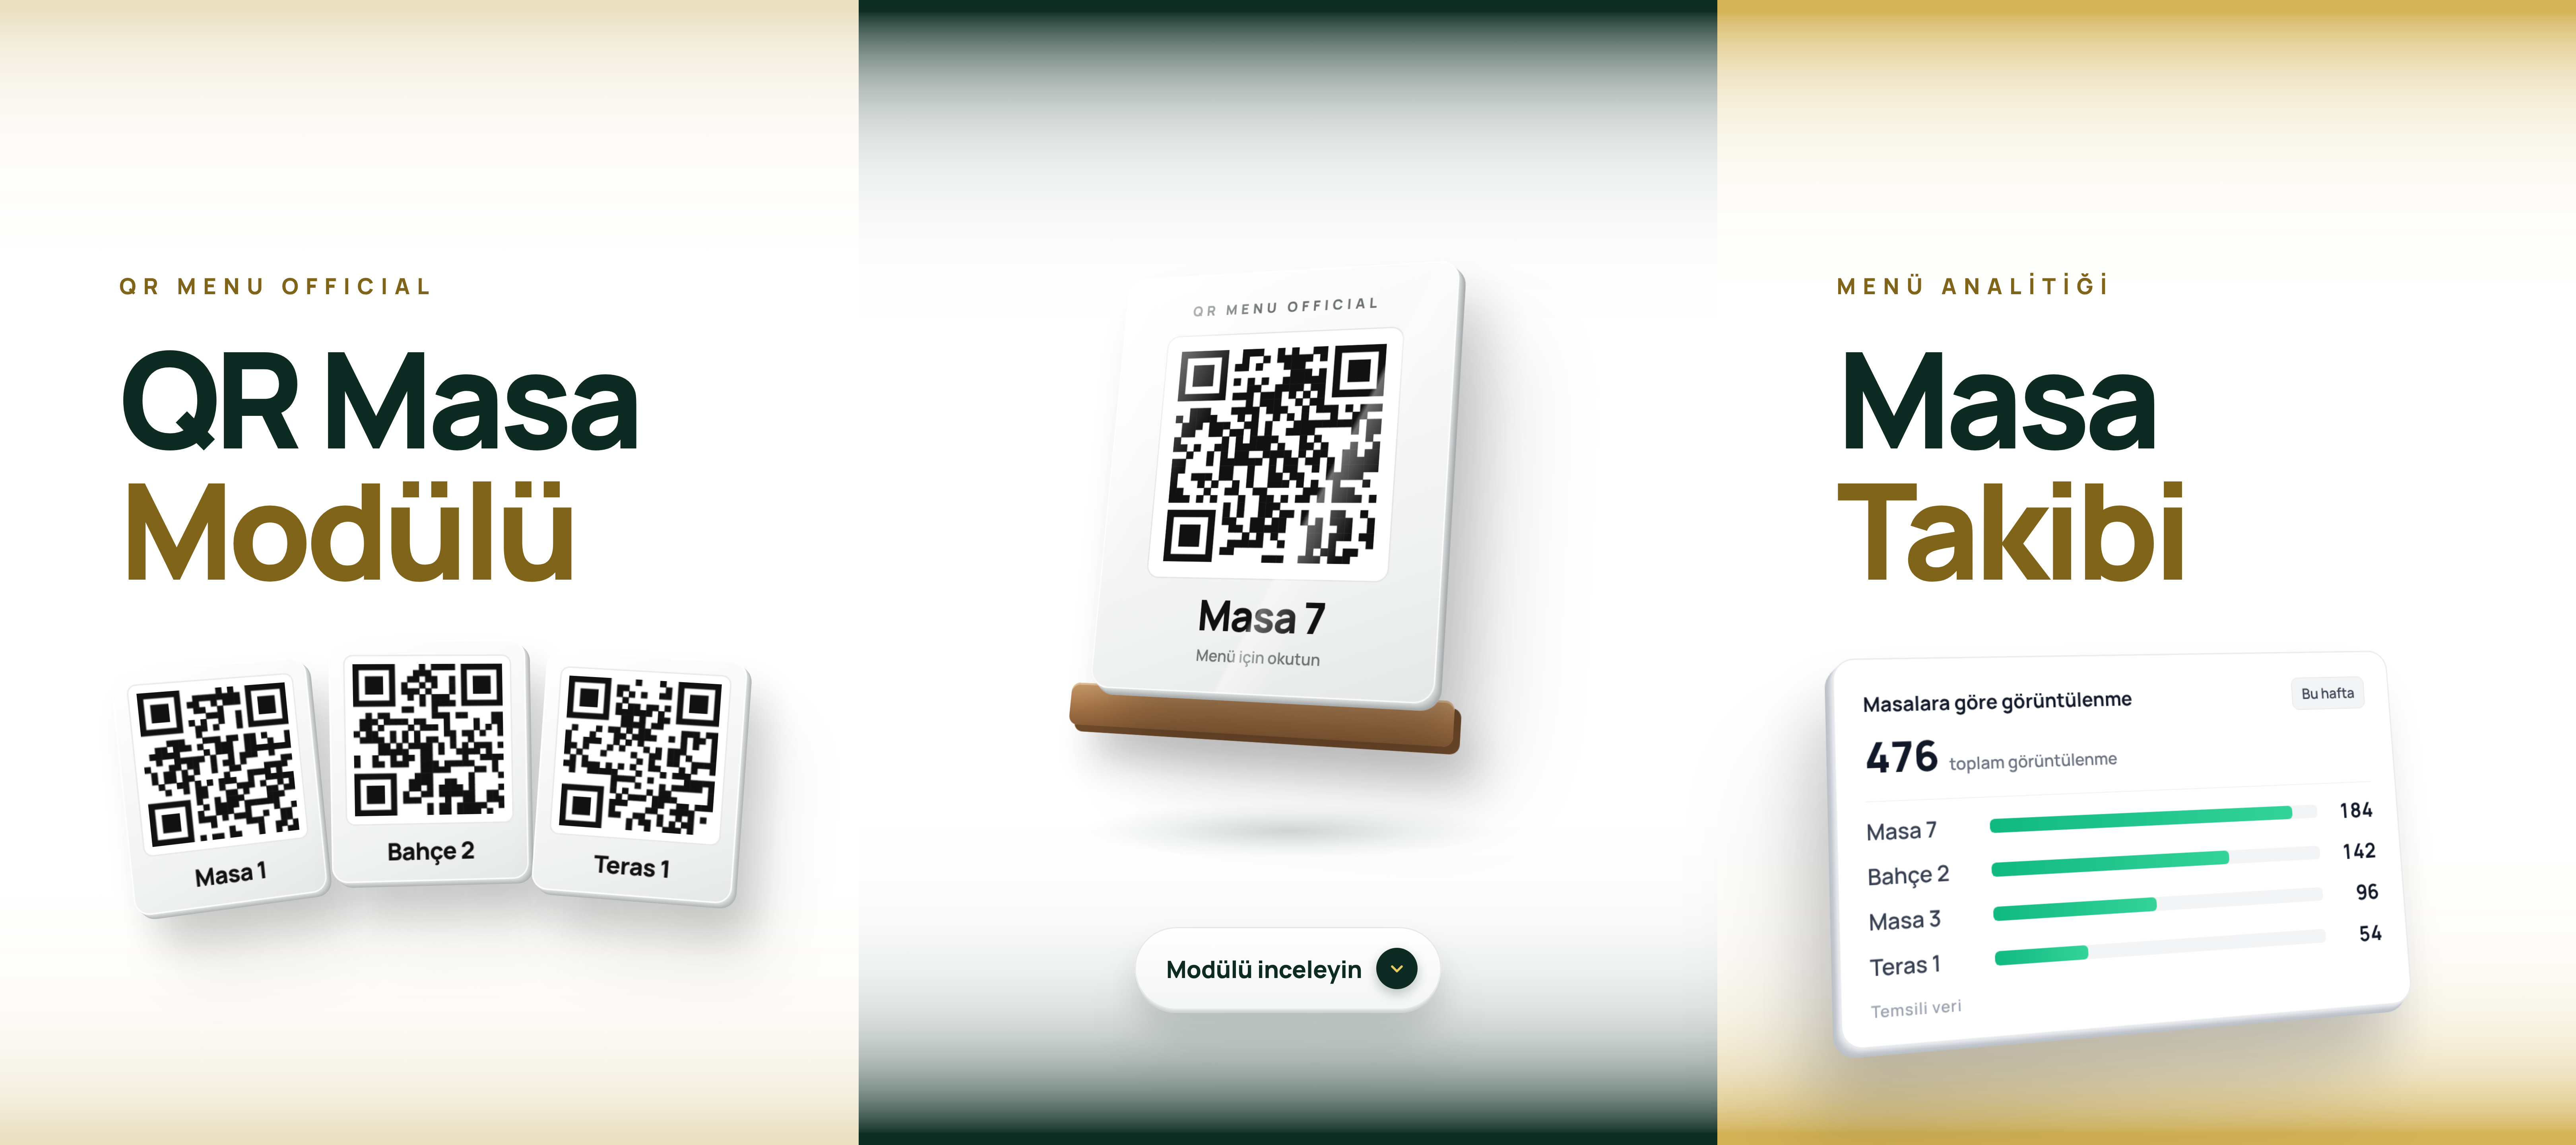 QR MENU OFFICIAL
QR Masa
Modülü
Masa 1
Bahçe 2
Teras 1
QR MENU OFFICIAL
Masa 7
Menü için okutun
Modülü inceleyin
MENÜ ANALİTİĞİ
Masa
Takibi
Masalara göre görüntülenme
Bu hafta
476 toplam görüntülenme
Masa 7 184
Bahçe 2 142
Masa 3 96
Teras 1 54
Temsili veri